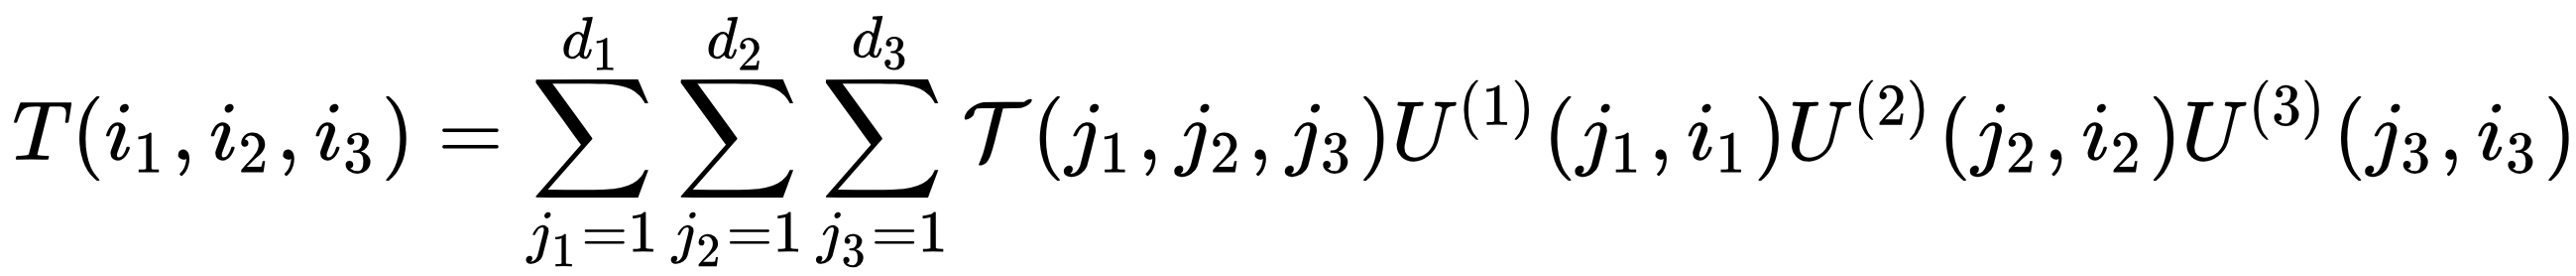 $T(i_1, i_2, i_3) = \sum_{j_1=1}^{d_1} \sum_{j_2=1}^{d_2} \sum_{j_3=1}^{d_3} \mathcal{T}(j_1, j_2, j_3) U^{(1)}(j_1, i_1) U^{(2)}(j_2, i_2) U^{(3)}(j_3, i_3)$